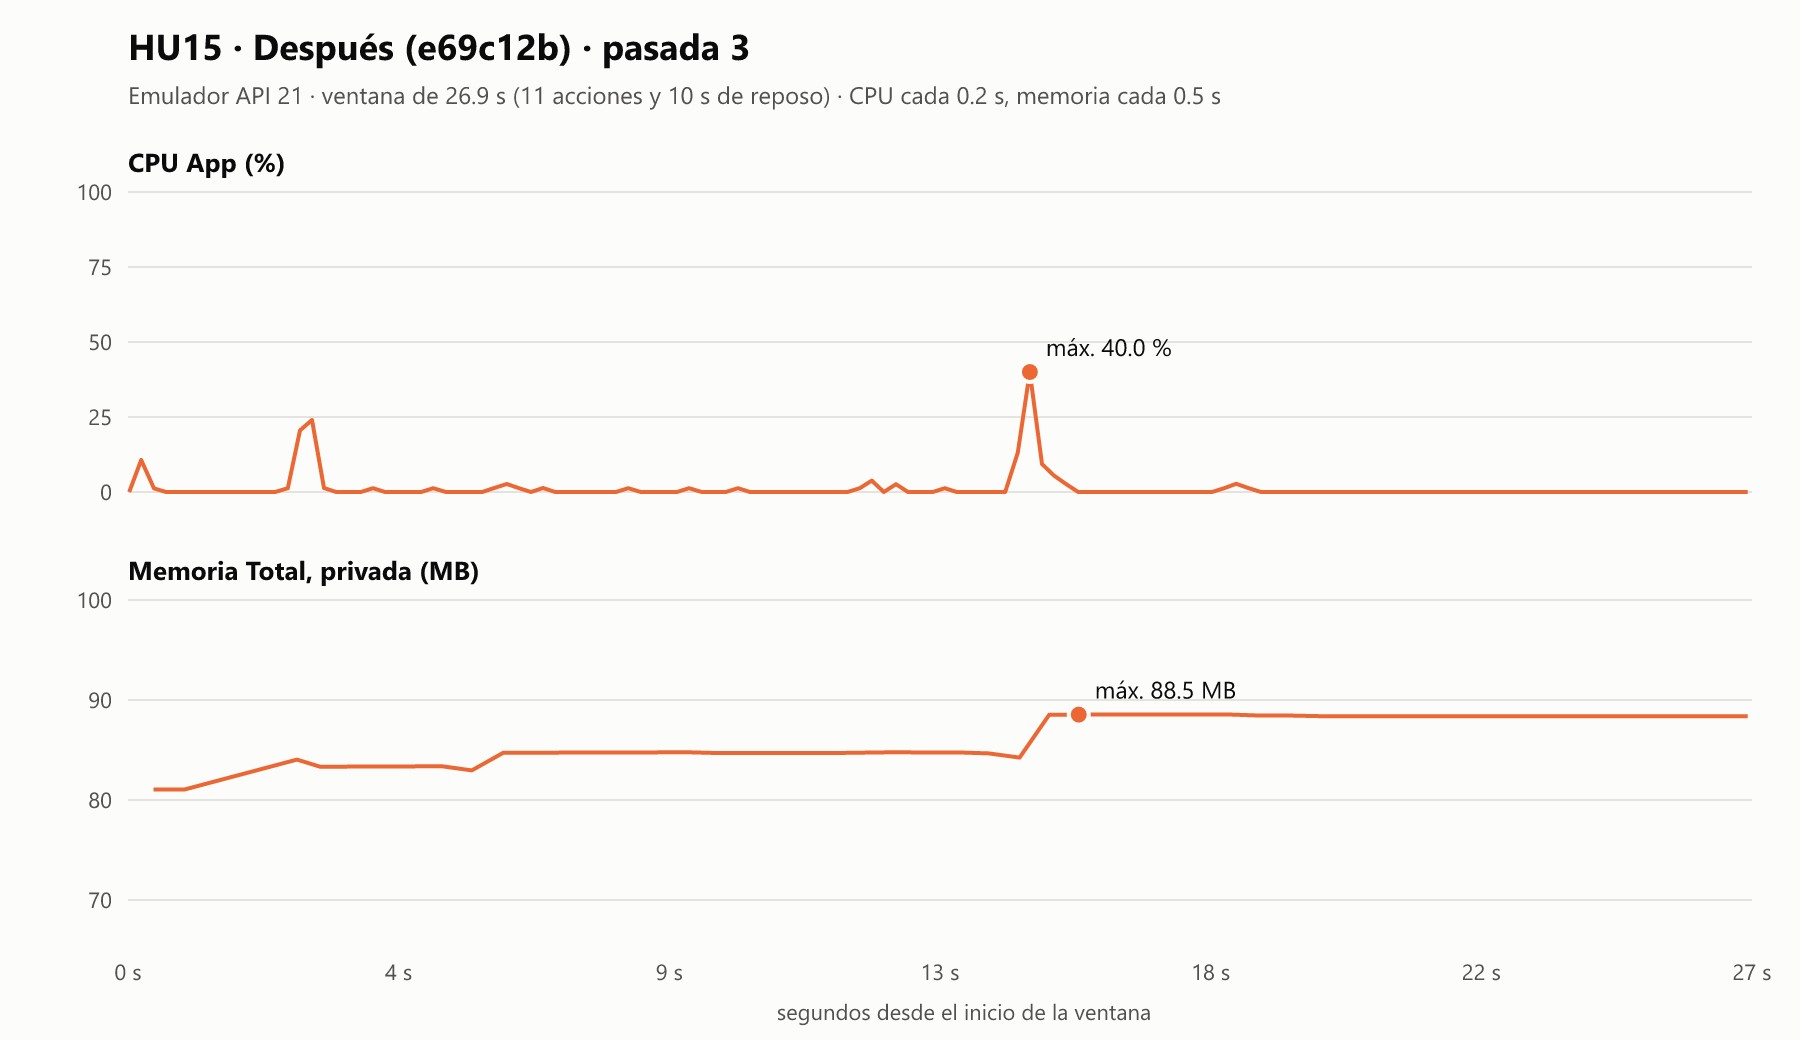 HU15 · Después (e69c12b) · pasada 3
Emulador API 21 · ventana de 26.9 s (11 acciones y 10 s de reposo) · CPU cada 0.2 s, memoria cada 0.5 s
CPU App (%)
100
75
50
máx. 40.0 %
25
0
Memoria Total, privada (MB)
100
90
máx. 88.5 MB
80
70
0 s 4 s 9 s 13 s 18 s 22 s 27 s
segundos desde el inicio de la ventana